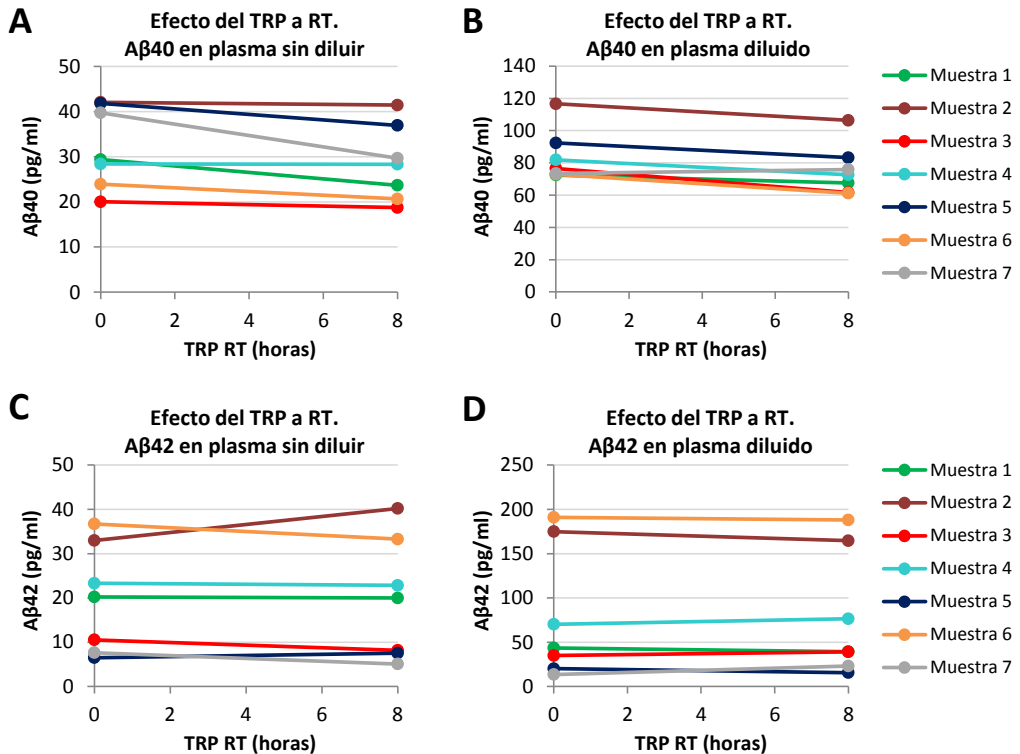 A
Efecto del TRP a RT.
Aβ40 en plasma sin diluir
Aβ40 (pg/ml)
50
40
30
20
10
0
0 2 4 6 8
TRP RT (horas)
B
Efecto del TRP a RT.
Aβ40 en plasma diluido
Aβ40 (pg/ml)
140
120
100
80
60
40
20
0
0 2 4 6 8
TRP RT (horas)
Muestra 1
Muestra 2
Muestra 3
Muestra 4
Muestra 5
Muestra 6
Muestra 7
C
Efecto del TRP a RT.
Aβ42 en plasma sin diluir
Aβ42 (pg/ml)
50
40
30
20
10
0
0 2 4 6 8
TRP RT (horas)
D
Efecto del TRP a RT.
Aβ42 en plasma diluido
Aβ42 (pg/ml)
250
200
150
100
50
0
0 2 4 6 8
TRP RT (horas)
Muestra 1
Muestra 2
Muestra 3
Muestra 4
Muestra 5
Muestra 6
Muestra 7